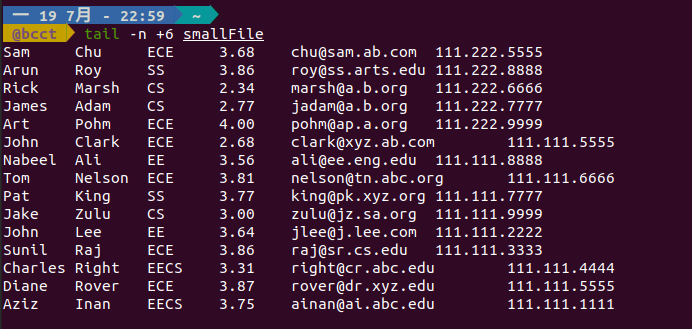 一 19 7月 - 22:59 ~
@bcct tail -n +6 smallFile
Sam Chu ECE 3.68 chu@sam.ab.com 111.222.5555
Arun Roy SS 3.86 roy@ss.arts.edu 111.222.8888
Rick Marsh CS 2.34 marsh@a.b.org 111.222.6666
James Adam CS 2.77 jadam@a.b.org 111.222.7777
Art Pohm ECE 4.00 pohm@ap.a.org 111.222.9999
John Clark ECE 2.68 clark@xyz.ab.com 111.111.5555
Nabeel Ali EE 3.56 ali@ee.eng.edu 111.111.8888
Tom Nelson ECE 3.81 nelson@tn.abc.org 111.111.6666
Pat King SS 3.77 king@pk.xyz.org 111.111.7777
Jake Zulu CS 3.00 zulu@jz.sa.org 111.111.9999
John Lee EE 3.64 jlee@j.lee.com 111.111.2222
Sunil Raj ECE 3.86 raj@sr.cs.edu 111.111.3333
Charles Right EECS 3.31 right@cr.abc.edu 111.111.4444
Diane Rover ECE 3.87 rover@dr.xyz.edu 111.111.5555
Aziz Inan EECS 3.75 ainan@ai.abc.edu 111.111.1111